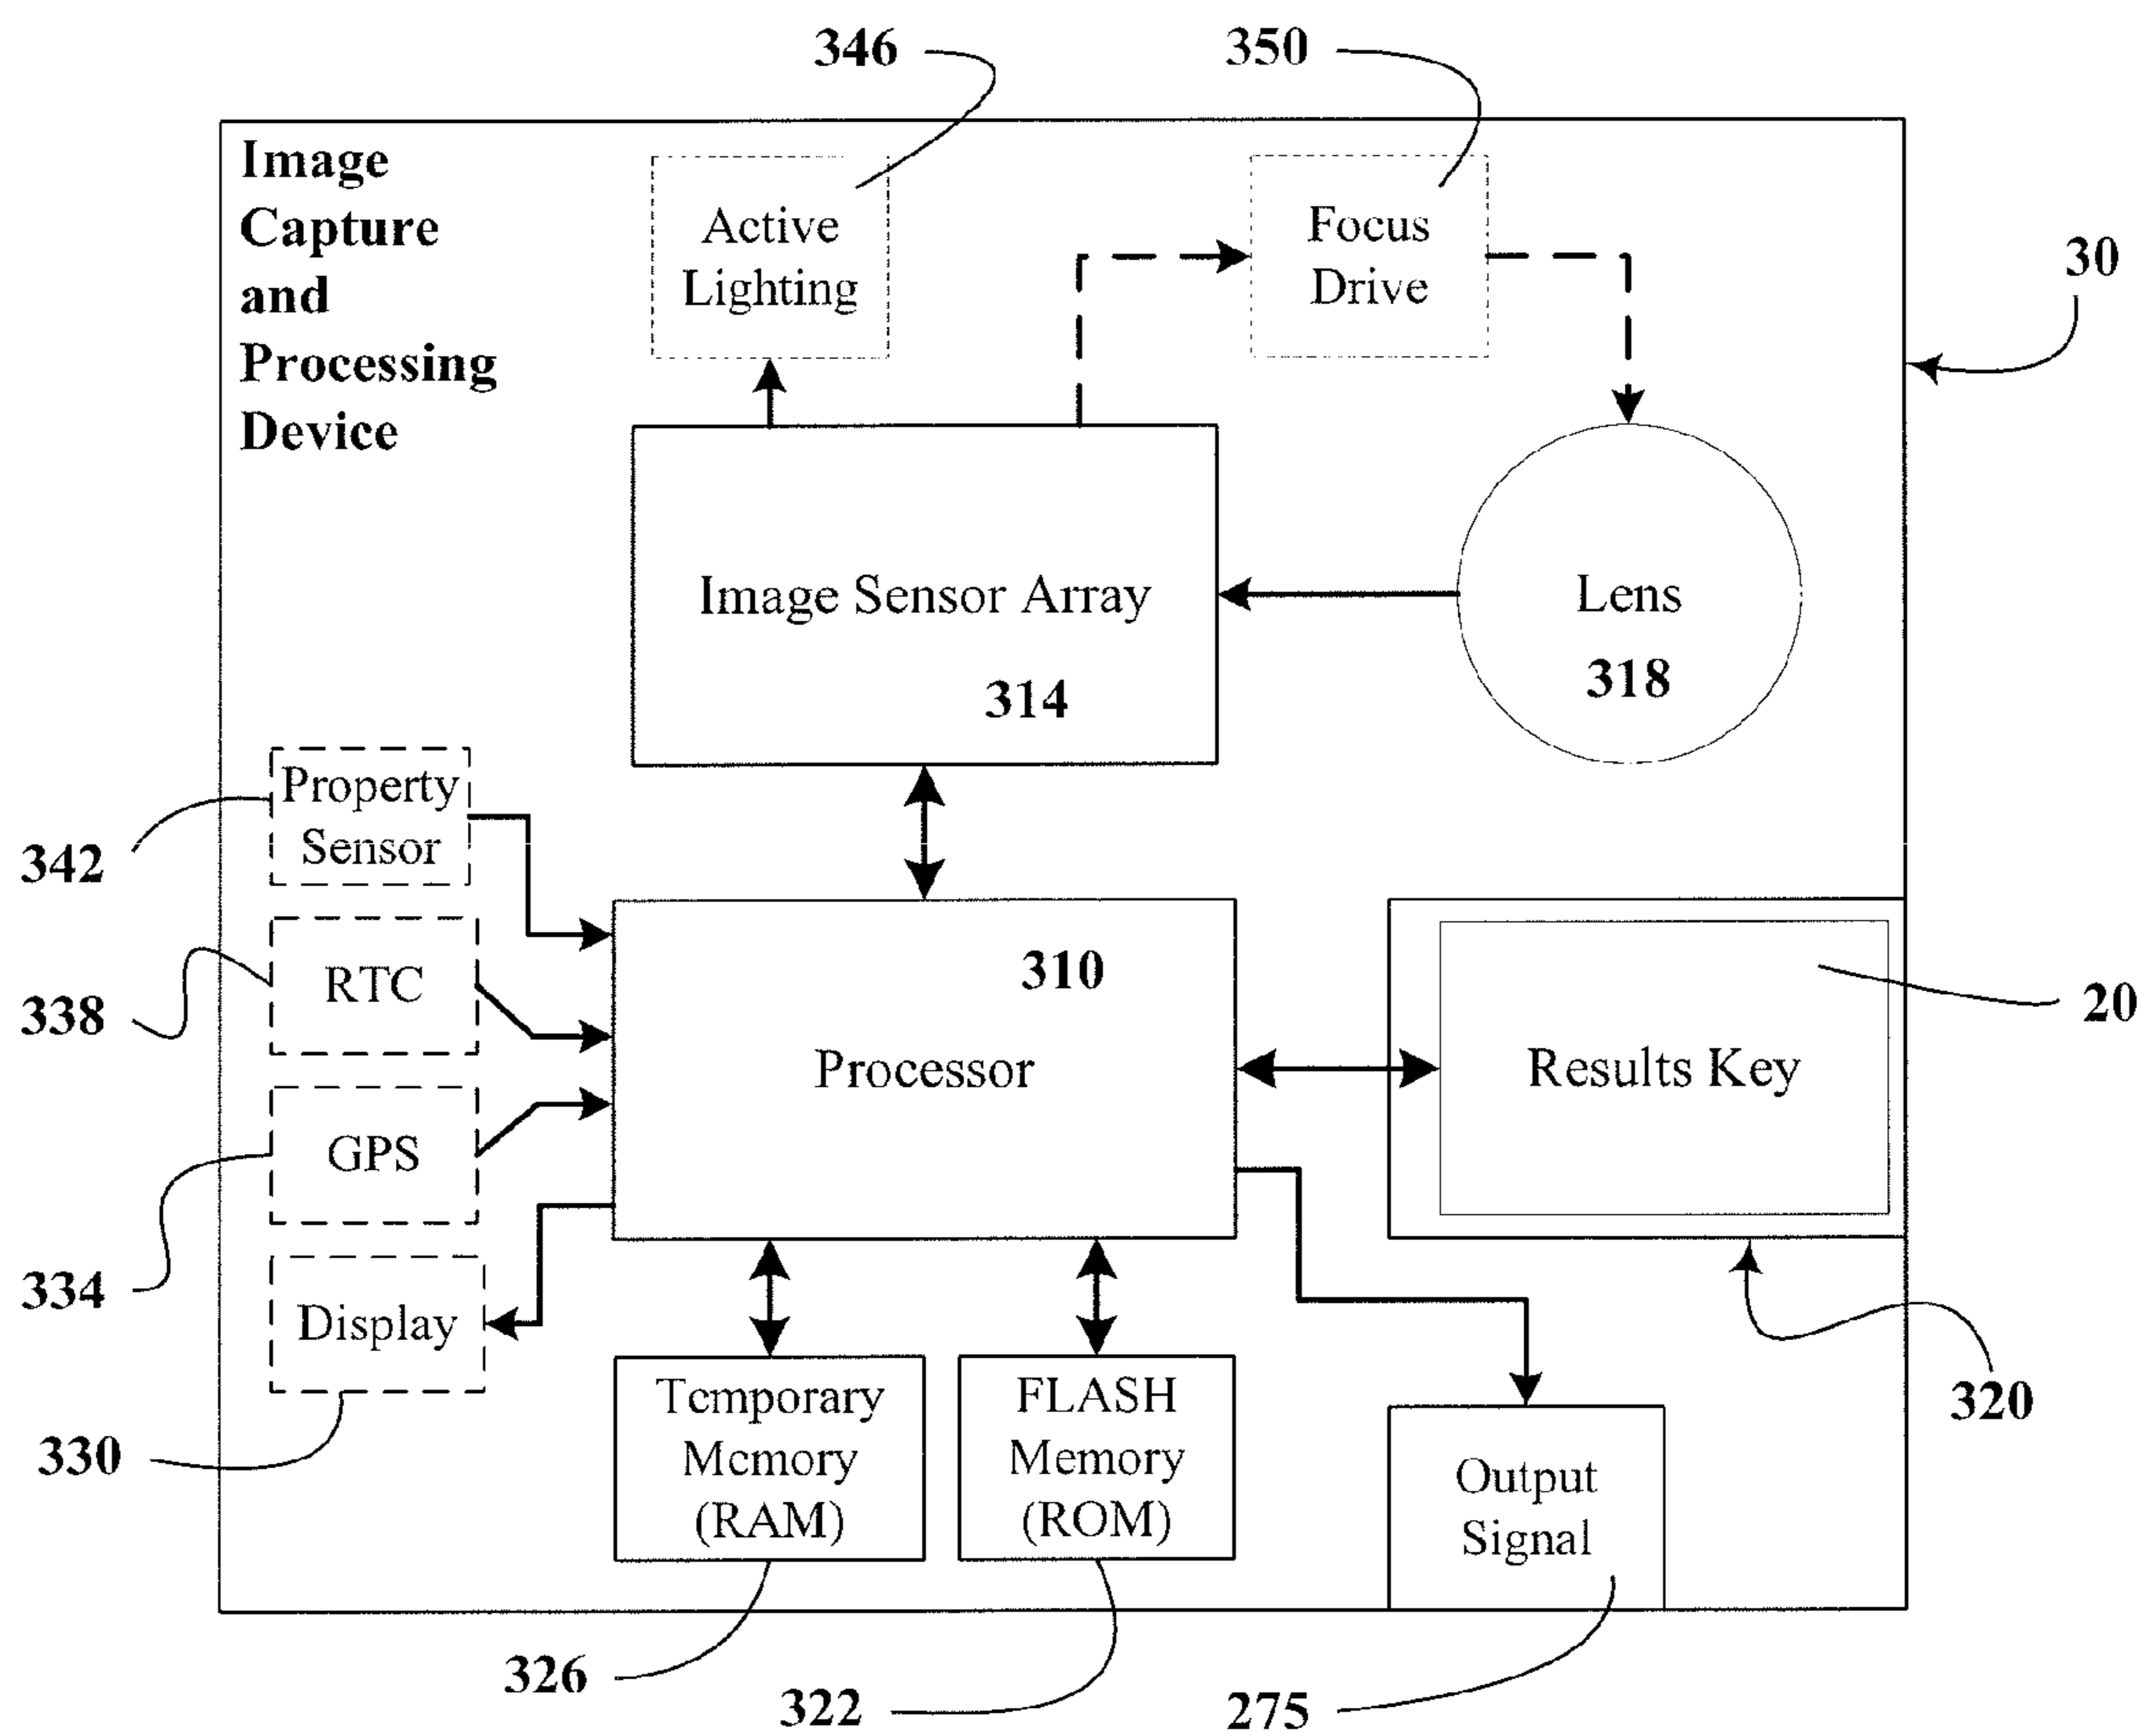 346
350
Image
Capture
and
Processing
Device
Active
Lighting
Focus
Drive
30
Image Sensor Array
314
Lens
318
Property
Sensor
342
RTC
338
GPS
334
Display
330
310
Processor
Results Key
20
320
Temporary
Memory
(RAM)
326
FLASH
Memory
(ROM)
322
Output
Signal
275